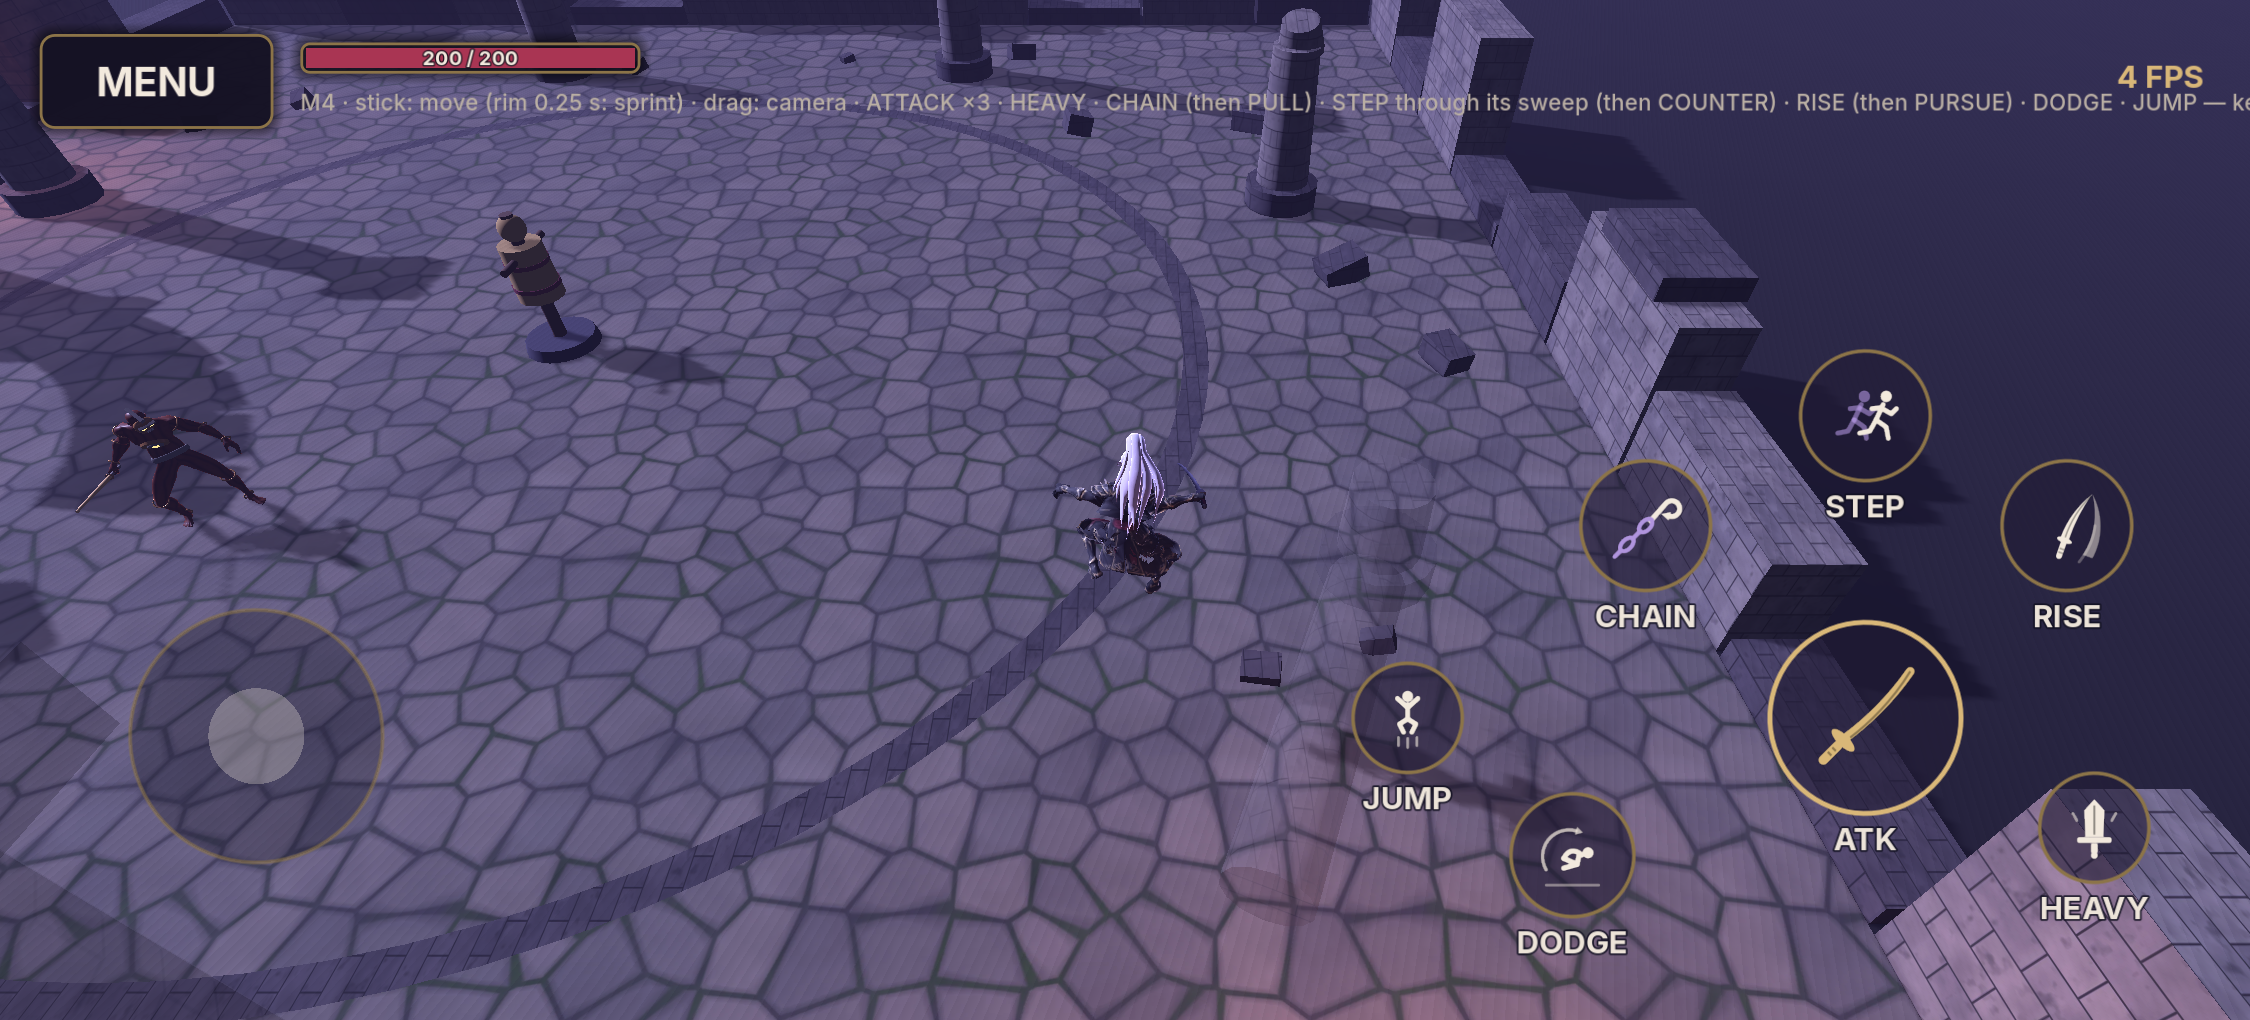 MENU
200 / 200
4 FPS
M4 · stick: move (rim 0.25 s: sprint) · drag: camera · ATTACK ×3 · HEAVY · CHAIN (then PULL) · STEP through its sweep (then COUNTER) · RISE (then PURSUE) · DODGE · JUMP —
STEP
CHAIN
RISE
JUMP
ATK
DODGE
HEAVY